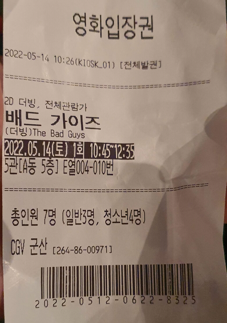 영화입장권
2022-05-14 10:26(KIOSK_01) [전체발권]
2D 더빙, 전체관람가
배드 가이즈
(더빙)The Bad Guys
2022.05.14(토) 1회 10:45~12:35
5관[A동 5층] E열004-010번
총인원 7명 (일반3명, 청소년4명)
CGV 군산 [264-86-00971]
2022-0512-0622-8525